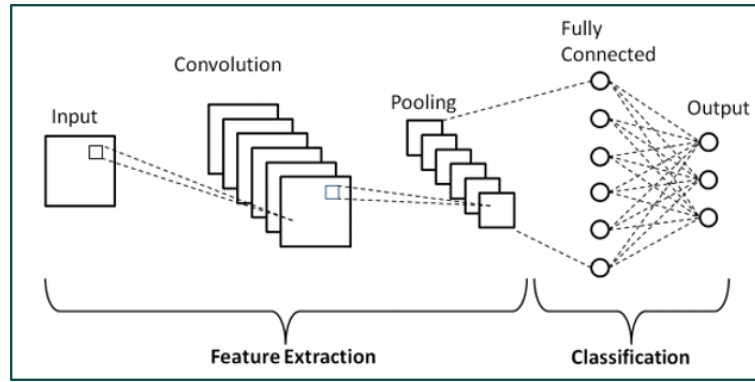 Input
Convolution
Pooling
Fully
Connected
Output
Feature Extraction
Classification